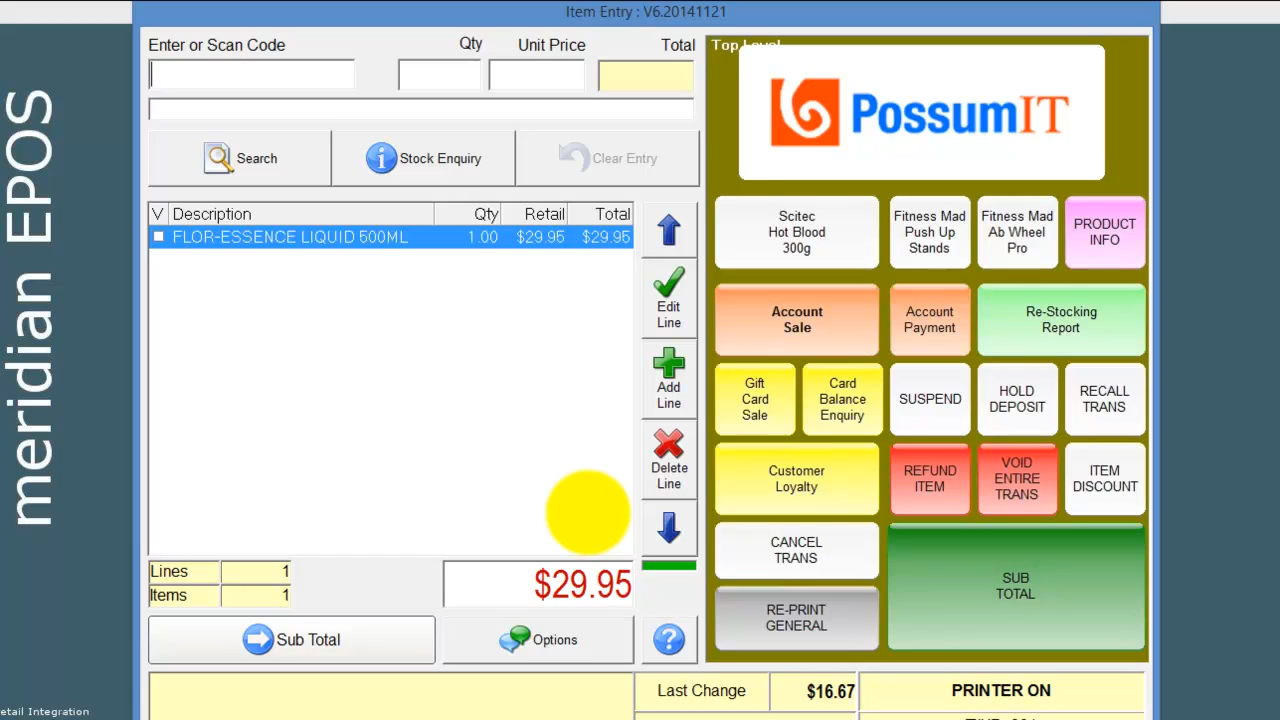 Item Entry : V6.20141121
meridian EPOS
etail Integration
Enter or Scan Code
Qty
Unit Price
Total
Search
Stock Enquiry
Clear Entry
V Description Qty Retail Total
FLOR-ESSENCE LIQUID 500ML 1.00 $29.95 $29.95
Edit
Line
Add
Line
Delete
Line
Lines 1
Items 1
$29.95
Sub Total
Options
?
Top Level
PossumIT
Scitec
Hot Blood
300g
Fitness Mad
Push Up
Stands
Fitness Mad
Ab Wheel
Pro
PRODUCT
INFO
Account
Sale
Account
Payment
Re-Stocking
Report
Gift
Card
Sale
Card
Balance
Enquiry
SUSPEND
HOLD
DEPOSIT
RECALL
TRANS
Customer
Loyalty
REFUND
ITEM
VOID
ENTIRE
TRANS
ITEM
DISCOUNT
CANCEL
TRANS
SUB
TOTAL
RE-PRINT
GENERAL
Last Change $16.67 PRINTER ON